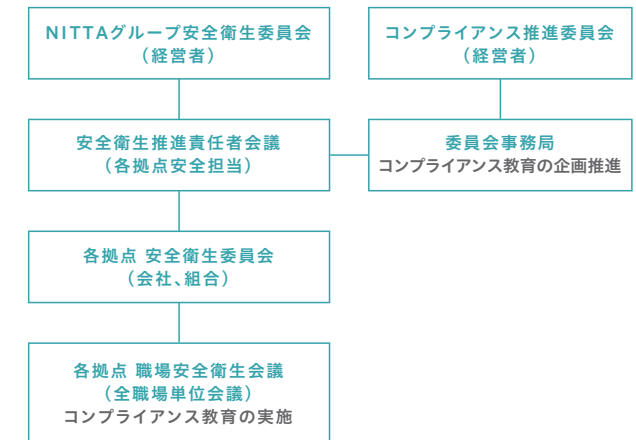 NITTAグループ安全衛生委員会
（経営者）
コンプライアンス推進委員会
（経営者）
安全衛生推進責任者会議
（各拠点安全担当）
委員会事務局
コンプライアンス教育の企画推進
各拠点 安全衛生委員会
（会社、組合）
各拠点 職場安全衛生会議
（全職場単位会議）
コンプライアンス教育の実施